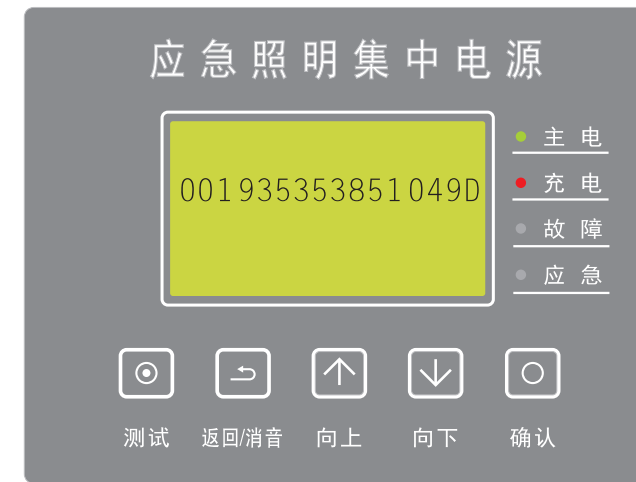 应急照明集中电源
001935353851049D
主电
充电
故障
应急
测试 返回/消音 向上 向下 确认